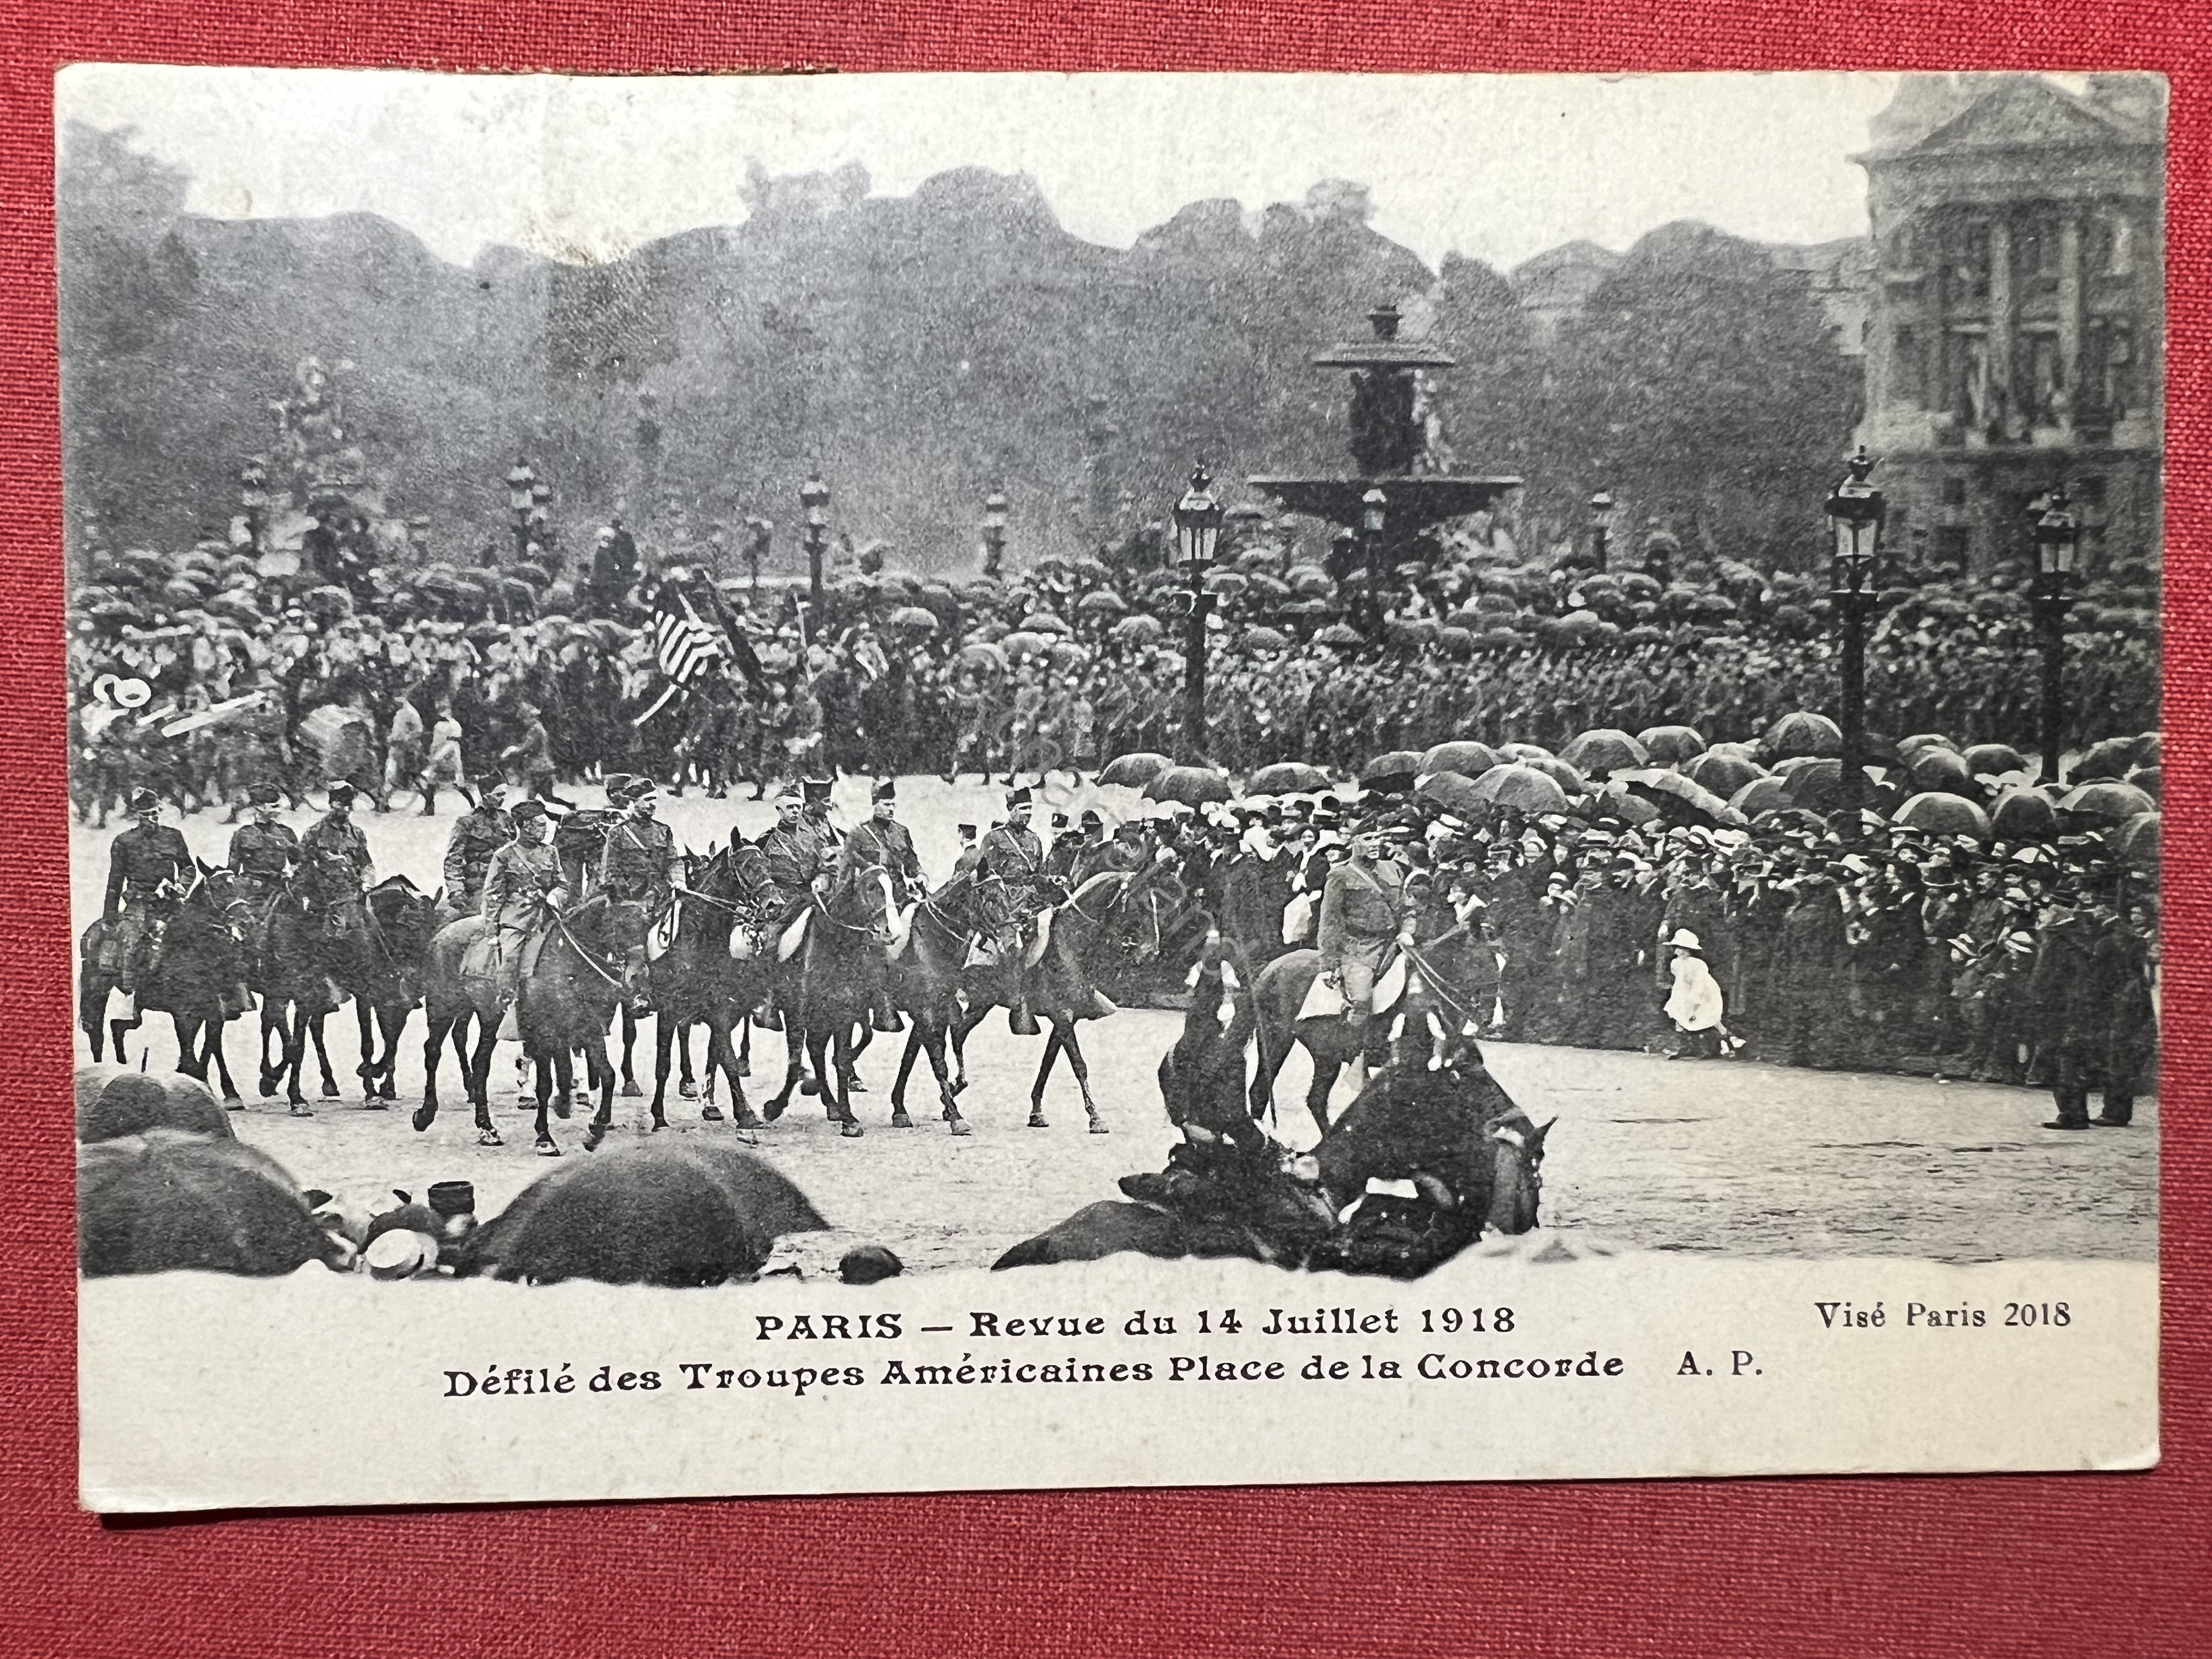 PARIS — Revue du 14 Juillet 1918
Visé Paris 2018
Défilé des Troupes Américaines Place de la Concorde A. P.